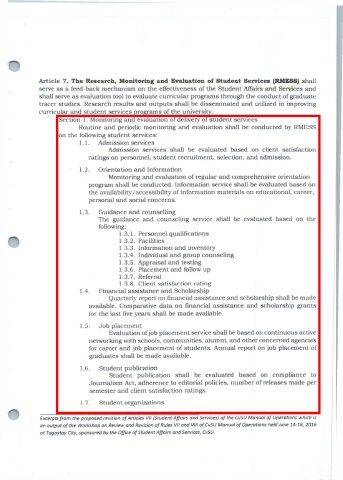 Article 7. The Research, Monitoring and Evaluation of Student Services (RMESS) shall
serve as a feed-back mechanism on the effectiveness of the Student Affairs and Services and
shall serve as evaluation tool to evaluate curricular programs through the conduct of graduate
tracer studies. Research results and outputs shall be disseminated and utilized in improving
curricular and student services programs of the university.
Section 1. Monitoring and evaluation of delivery of student services
Routine and periodic monitoring and evaluation shall be conducted by RMESS
on the following student services:
1.1. Admission services
Admission services shall be evaluated based on client satisfaction
ratings on personnel, student recruitment, selection, and admission.
1.2. Orientation and Information
Monitoring and evaluation of regular and comprehensive orientation
program shall be conducted. Information service shall be evaluated based on
the availability/accessibility of information materials on educational, career,
personal and social concerns.
1.3. Guidance and counselling
The guidance and counseling service shall be evaluated based on the
following:
1.3.1. Personnel qualifications
1.3.2. Facilities
1.3.3. Information and inventory
1.3.4. Individual and group counseling
1.3.5. Appraisal and testing
1.3.6. Placement and follow up
1.3.7. Referral
1.3.8. Client satisfaction rating
1.4. Financial assistance and Scholarship
Quarterly report on financial assistance and scholarship shall be made
available. Comparative data on financial assistance and scholarship grants
for the last five years shall be made available.
1.5. Job placement
Evaluation of job placement service shall be based on continuous active
networking with schools, communities, alumni, and other concerned agencies
for career and job placement of students. Annual report on job placement of
graduates shall be made available.
1.6. Student publication
Student publication shall be evaluated based on compliance to
Journalism Act, adherence to editorial policies, number of releases made per
semester and client satisfaction ratings.
1.7. Student organizations
Excerpts from the proposed revision of Articles VII (Student Affairs and Services) of the CvSU Manual of Operations which is
an output of the Workshop on Review and Revision of Rules VII and VIII of CvSU Manual of Operations held June 14-16, 2016
at Tagaytay City, sponsored by the Office of Student Affairs and Services, CvSU.